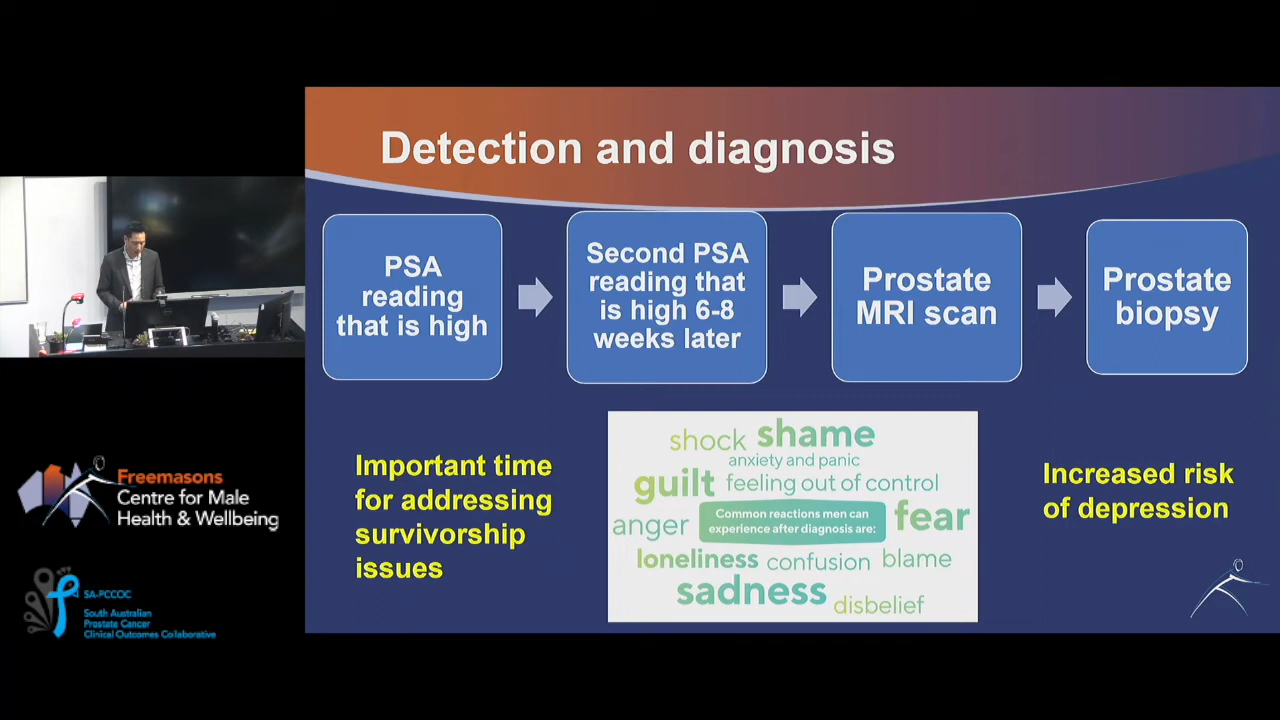 Detection and diagnosis
PSA
reading
that is high
Second PSA
reading that
is high 6-8
weeks later
Prostate
MRI scan
Prostate
biopsy
Important time
for addressing
survivorship
issues
shock shame
anxiety and panic
guilt feeling out of control
anger Common reactions men can
experience after diagnosis are: fear
loneliness confusion blame
sadness disbelief
Increased risk
of depression
Freemasons
Centre for Male
Health & Wellbeing
SA-PCCOC
South Australian
Prostate Cancer
Clinical Outcomes Collaborative